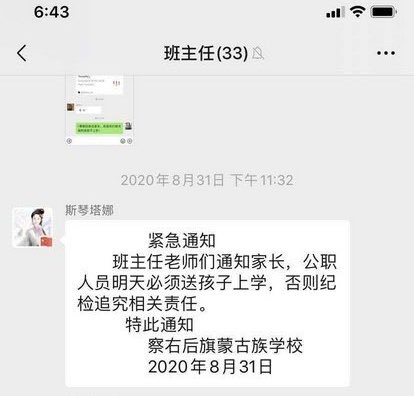 6:43
班主任(33)
2020年8月31日 下午11:32
斯琴塔娜
紧急通知
班主任老师们通知家长，公职
人员明天必须送孩子上学，否则纪
检追究相关责任。
特此通知
察右后旗蒙古族学校
2020年8月31日